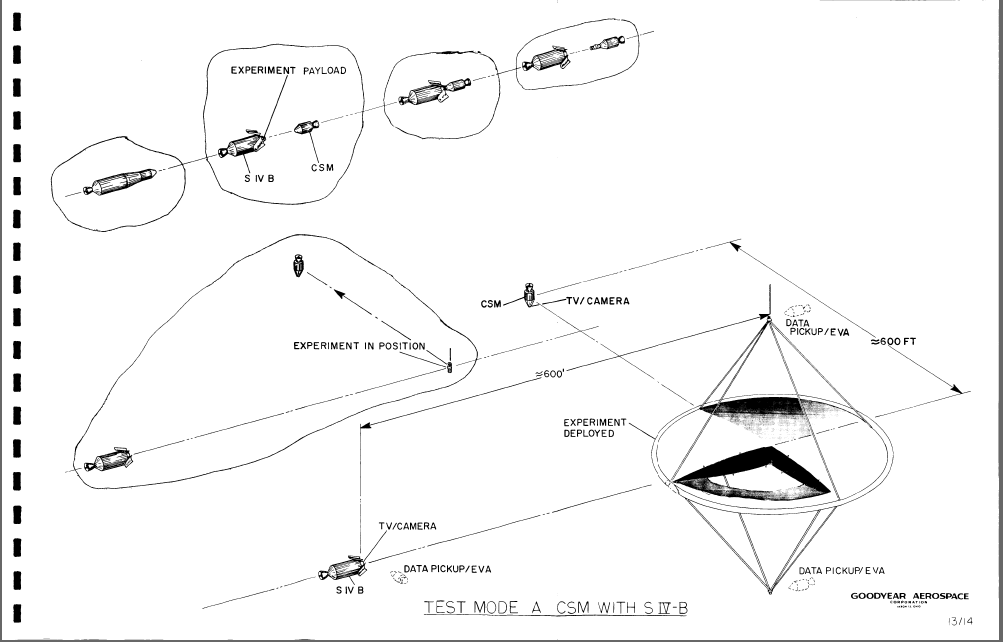 EXPERIMENT PAYLOAD
CSM
S IV B
CSM
TV/CAMERA
DATA
PICKUP/EVA
≈600 FT
EXPERIMENT IN POSITION
≈600'
EXPERIMENT
DEPLOYED
TV/CAMERA
DATA PICKUP/EVA
S IV B
DATA PICKUP/EVA
TEST MODE A CSM WITH S IV-B
GOODYEAR AEROSPACE
CORPORATION
13/14